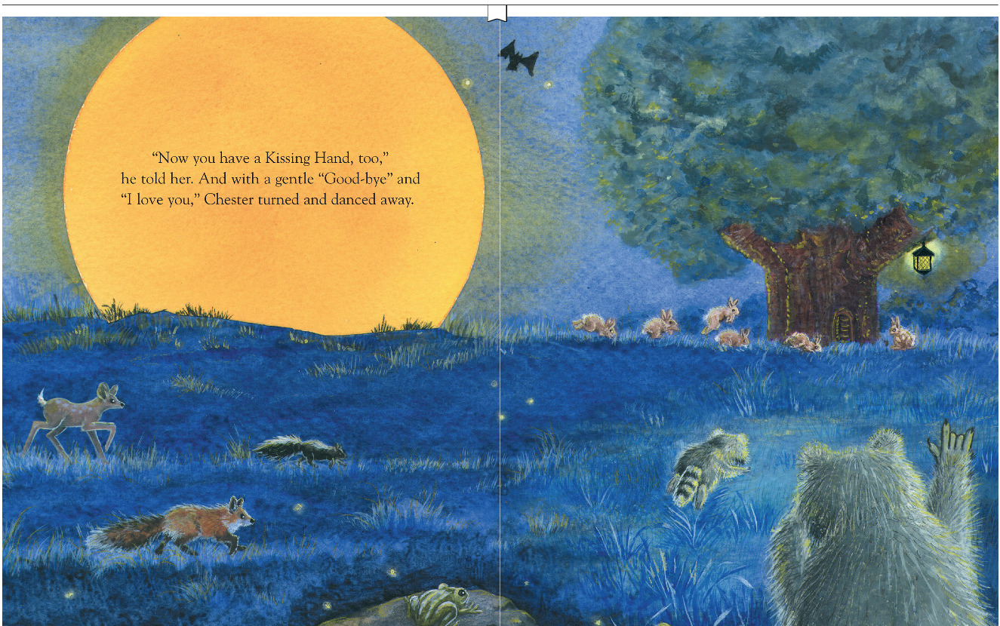 “Now you have a Kissing Hand, too,”
he told her. And with a gentle “Good-bye” and
“I love you,” Chester turned and danced away.